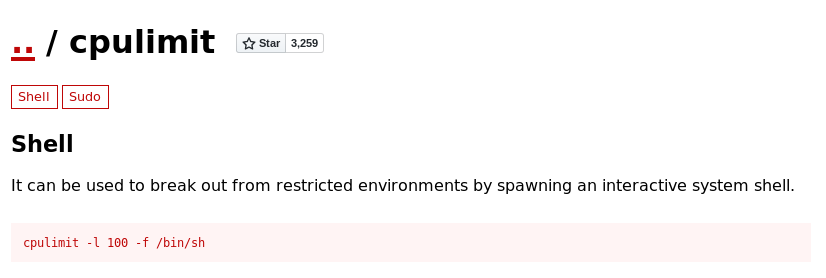 .. / cpulimit Star 3,259
Shell Sudo
Shell
It can be used to break out from restricted environments by spawning an interactive system shell.
cpulimit -l 100 -f /bin/sh